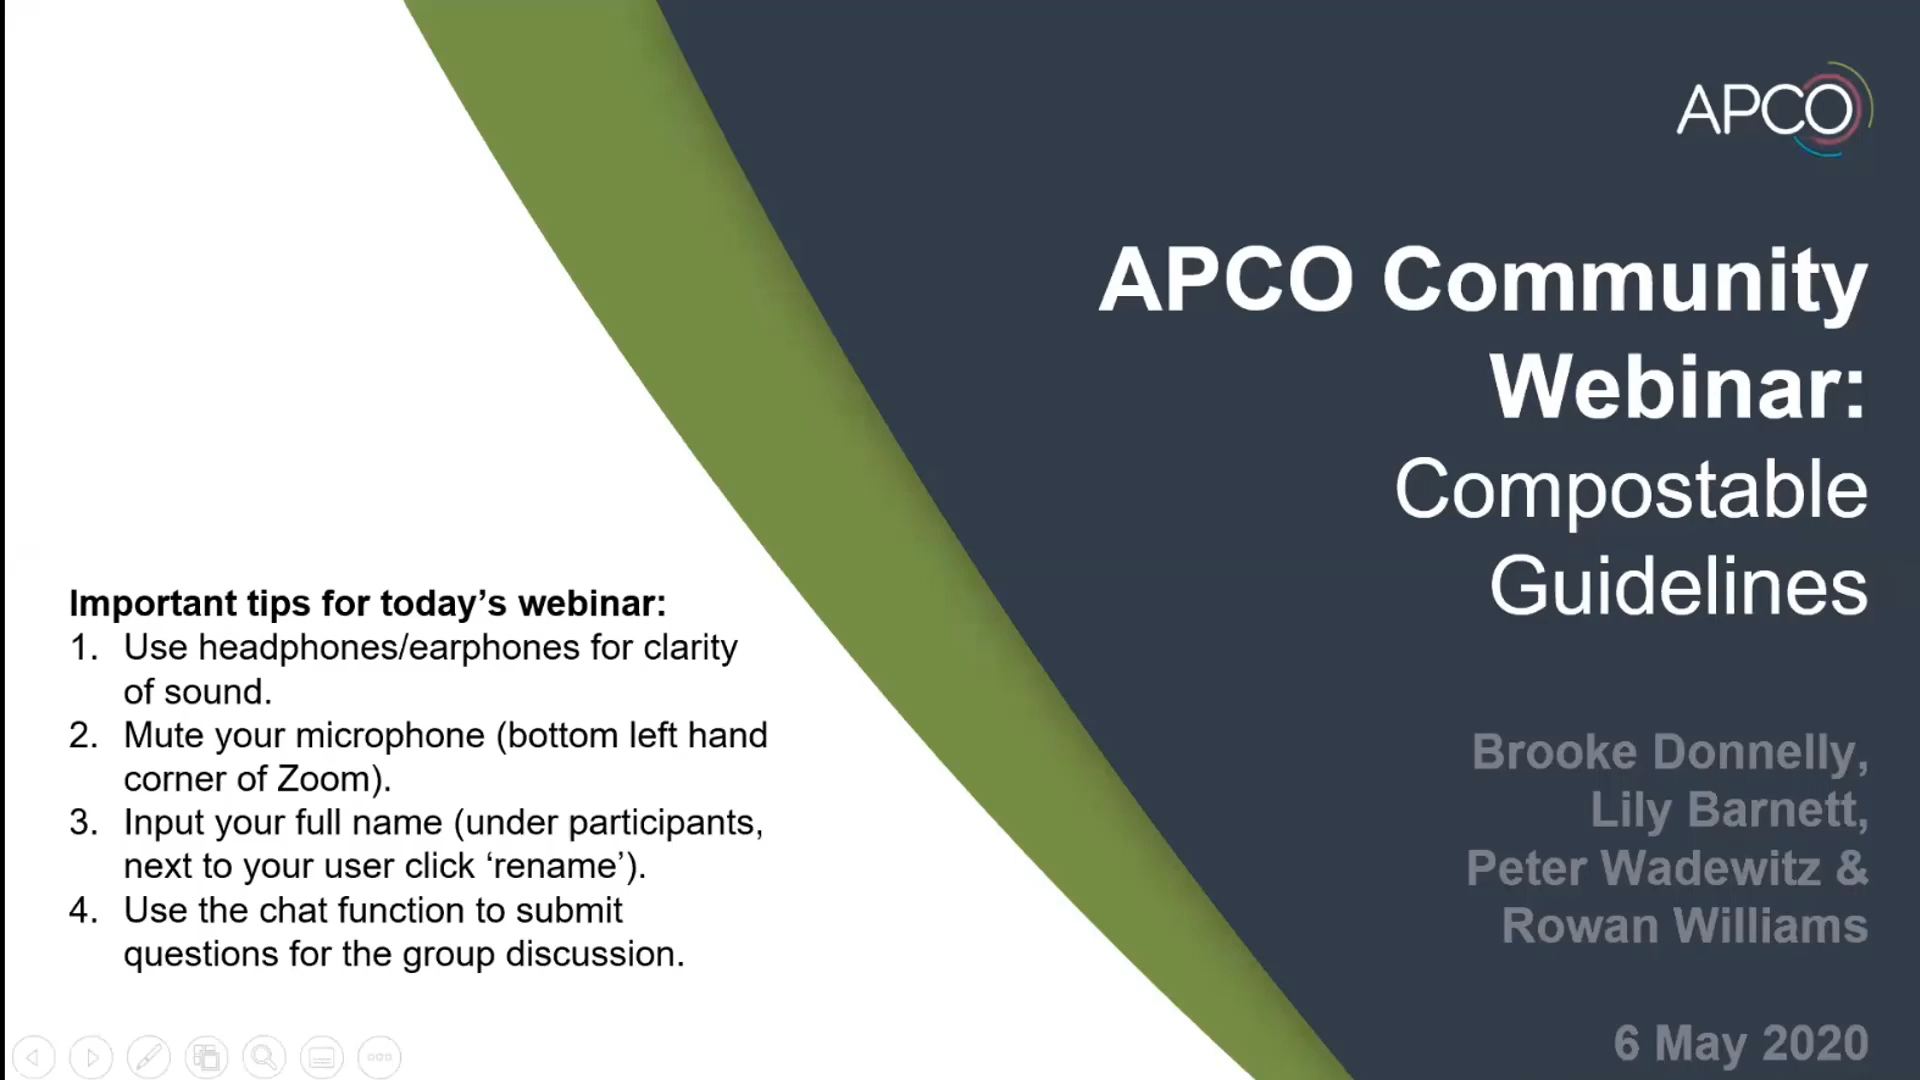 APCO
APCO Community
Webinar:
Compostable
Guidelines
Brooke Donnelly,
Lily Barnett,
Peter Wadewitz &
Rowan Williams
6 May 2020
Important tips for today’s webinar:
1. Use headphones/earphones for clarity
of sound.
2. Mute your microphone (bottom left hand
corner of Zoom).
3. Input your full name (under participants,
next to your user click ‘rename’).
4. Use the chat function to submit
questions for the group discussion.